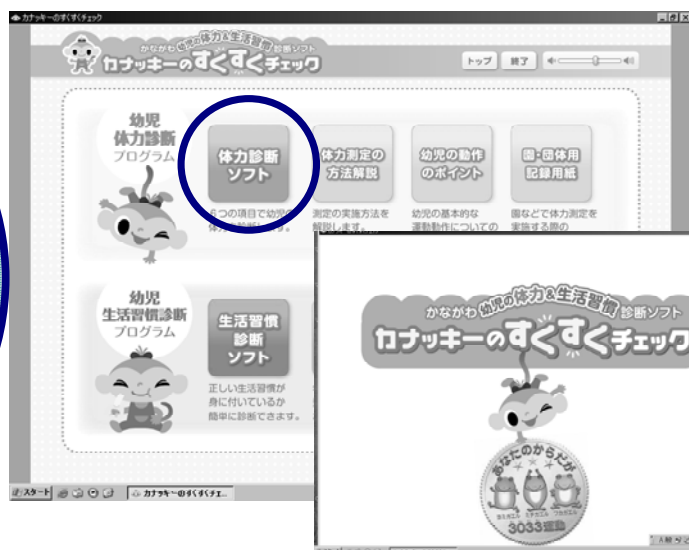 カナッキーのすくすくチェック
かながわ 幼児の体力&生活習慣 診断ソフト
カナッキーのすくすくチェック
トップ
終了
幼児
体力診断
プログラム
体力診断
ソフト
体力測定の
方法解説
幼児の動作
のポイント
園・団体用
記録用紙
6つの項目で幼児の
測定の実施方法を
解説します。
幼児の基本的な
運動動作についての
園などで体力測定を
実施する際の
幼児
生活習慣診断
プログラム
生活習慣
診断
ソフト
正しい生活習慣が
身に付いているか
簡単に診断できます。
かながわ 幼児の体力&生活習慣 診断ソフト
カナッキーのすくすくチェック
あなたのからだが
3033運動
スタート
カナッキーのすくすくチェ...